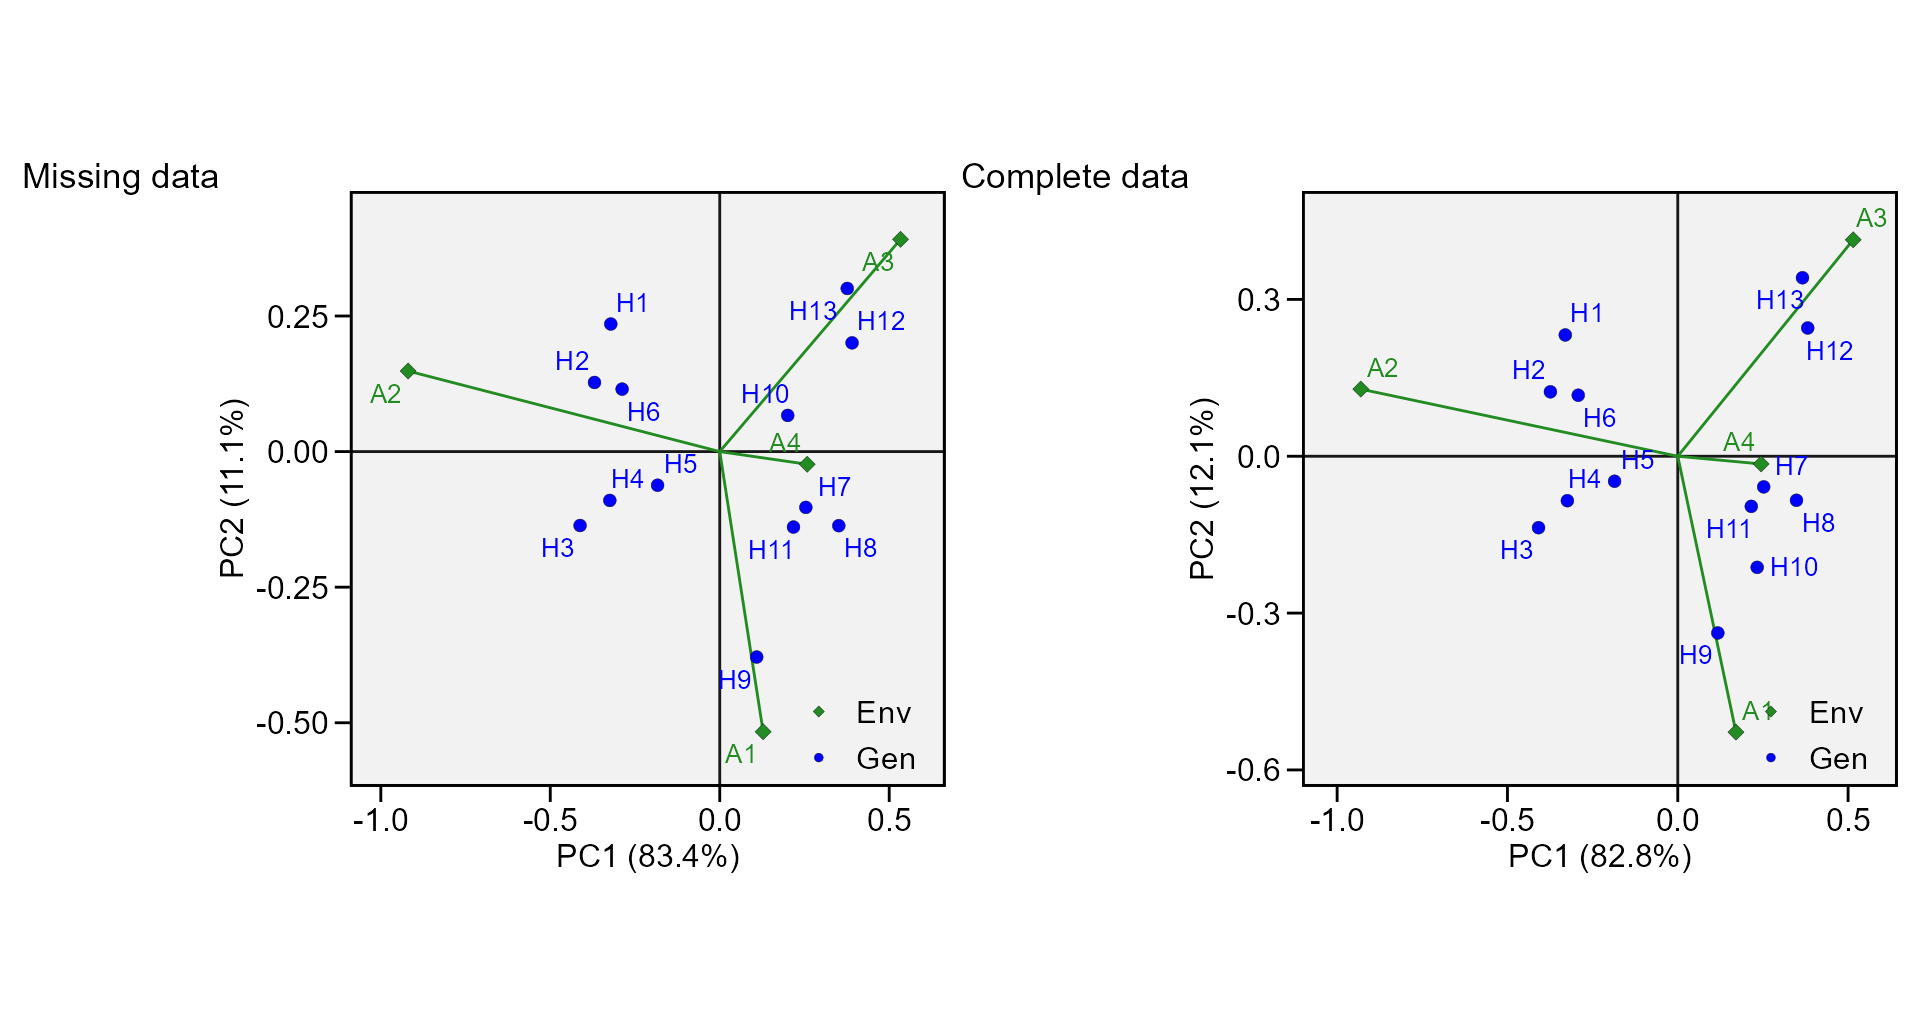 Missing data
PC2 (11.1%)
0.25
0.00
-0.25
-0.50
A3
H1
H13
H12
H2
A2
H10
H6
A4
H5
H4
H7
H3
H11
H8
H9
A1
Env
Gen
-1.0
-0.5
0.0
0.5
PC1 (83.4%)
Complete data
PC2 (12.1%)
0.3
0.0
-0.3
-0.6
A3
H13
H1
H12
A2
H2
H6
A4
H5
H7
H4
H11
H8
H3
H10
H9
A1
Env
Gen
-1.0
-0.5
0.0
0.5
PC1 (82.8%)